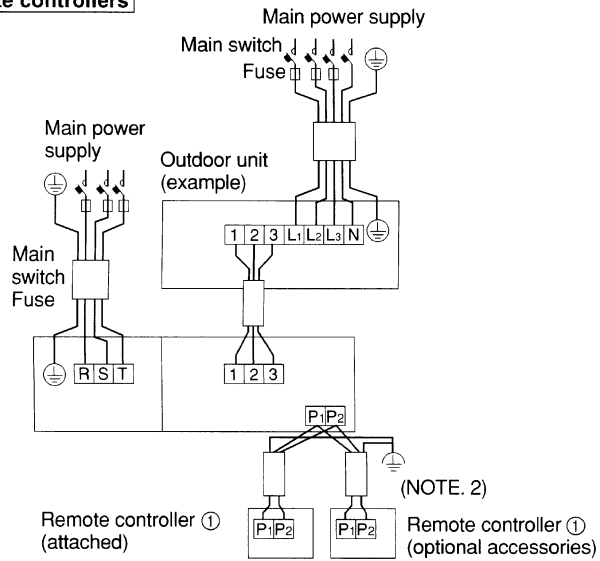 controllers
Main power supply
Main switch
Fuse
Main power
supply
Outdoor unit
(example)
1 2 3 L1 L2 L3 N
Main
switch
Fuse
R S T
1 2 3
P1 P2
(NOTE. 2)
Remote controller ①
(attached)
P1 P2
P1 P2
Remote controller ①
(optional accessories)